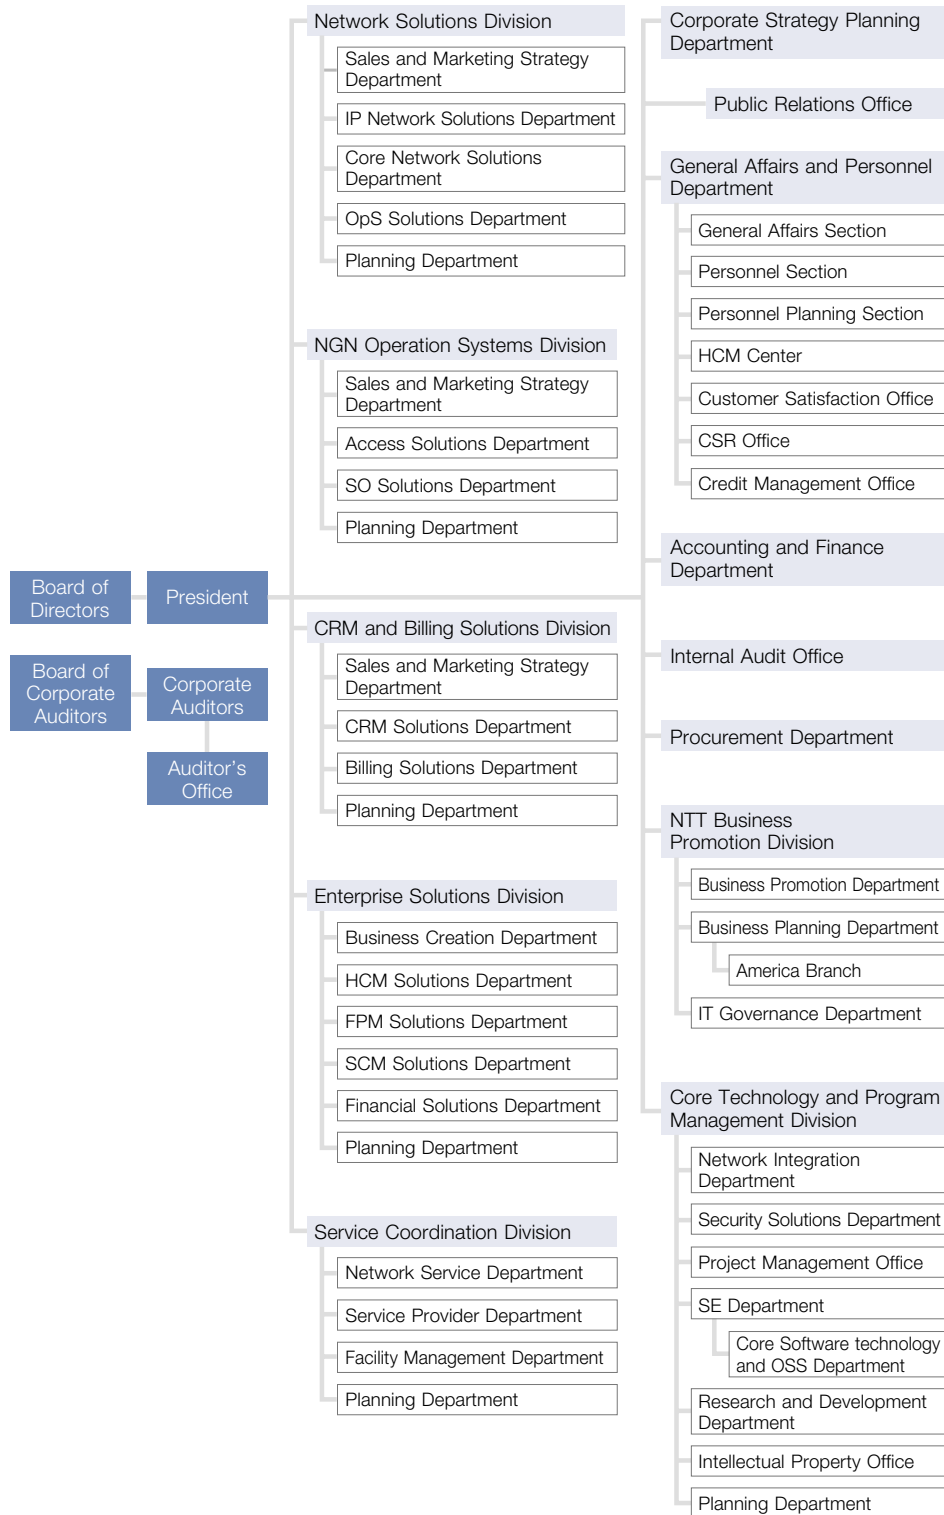 Board of
Directors
President
Board of
Corporate
Auditors
Corporate
Auditors
Auditor's
Office
Network Solutions Division
Sales and Marketing Strategy
Department
IP Network Solutions Department
Core Network Solutions
Department
OpS Solutions Department
Planning Department
NGN Operation Systems Division
Sales and Marketing Strategy
Department
Access Solutions Department
SO Solutions Department
Planning Department
CRM and Billing Solutions Division
Sales and Marketing Strategy
Department
CRM Solutions Department
Billing Solutions Department
Planning Department
Enterprise Solutions Division
Business Creation Department
HCM Solutions Department
FPM Solutions Department
SCM Solutions Department
Financial Solutions Department
Planning Department
Service Coordination Division
Network Service Department
Service Provider Department
Facility Management Department
Planning Department
Corporate Strategy Planning
Department
Public Relations Office
General Affairs and Personnel
Department
General Affairs Section
Personnel Section
Personnel Planning Section
HCM Center
Customer Satisfaction Office
CSR Office
Credit Management Office
Accounting and Finance
Department
Internal Audit Office
Procurement Department
NTT Business
Promotion Division
Business Promotion Department
Business Planning Department
America Branch
IT Governance Department
Core Technology and Program
Management Division
Network Integration
Department
Security Solutions Department
Project Management Office
SE Department
Core Software technology
and OSS Department
Research and Development
Department
Intellectual Property Office
Planning Department